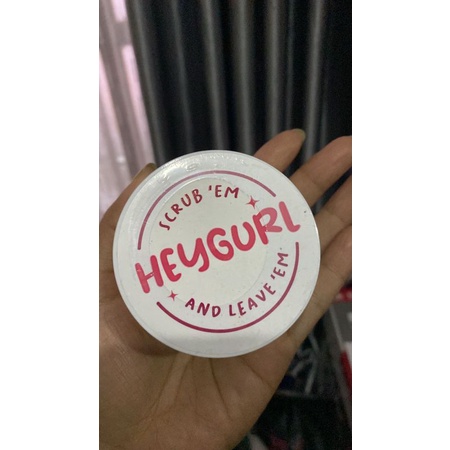 SCRUB 'EM
HEYGURL
AND LEAVE 'EM